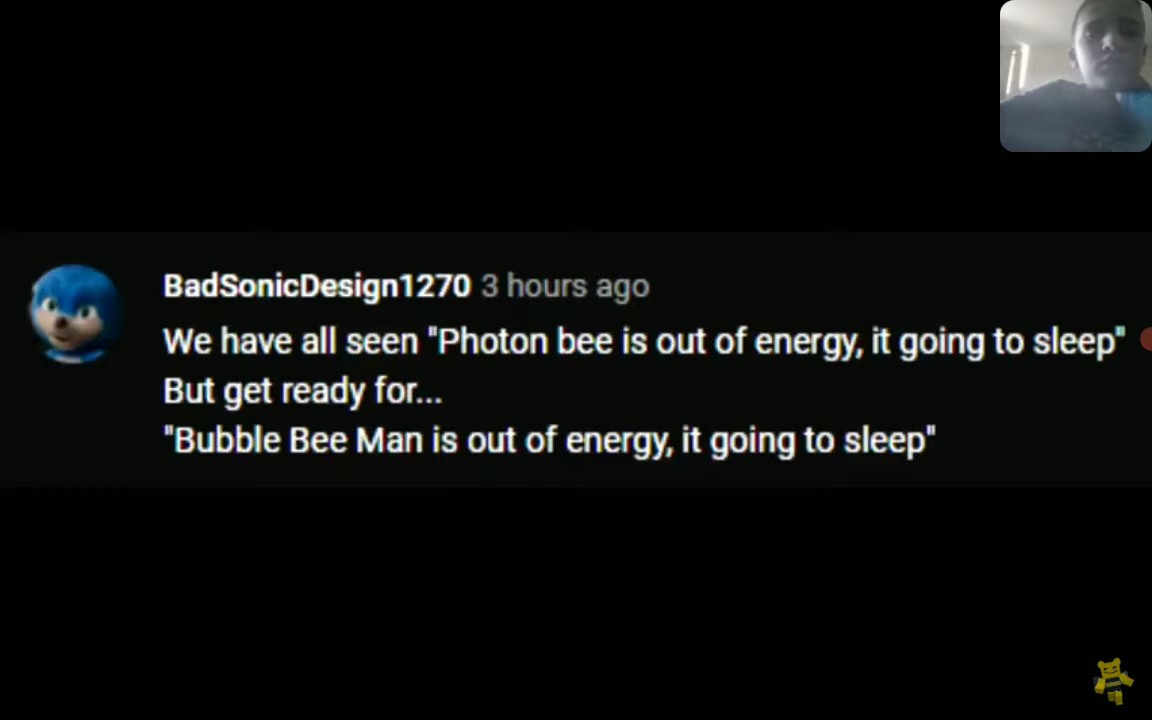 BadSonicDesign1270 3 hours ago
We have all seen "Photon bee is out of energy, it going to sleep"
But get ready for...
"Bubble Bee Man is out of energy, it going to sleep"